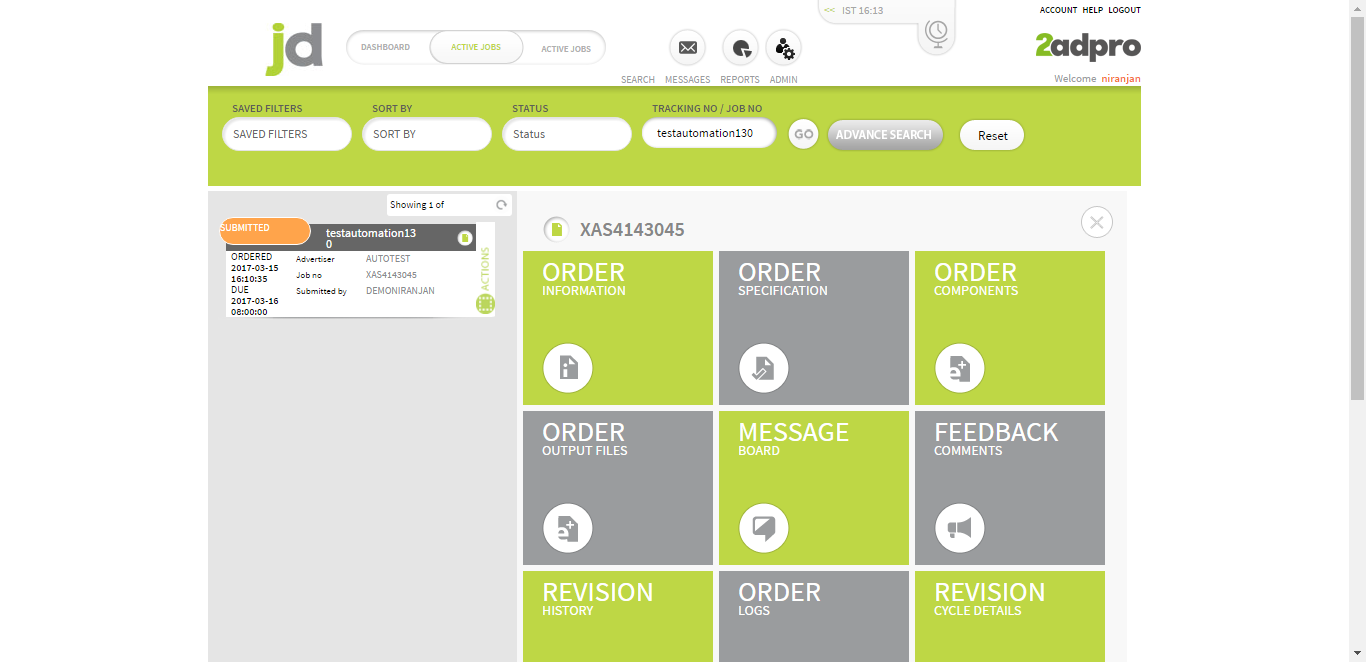 << IST 16:13
ACCOUNT HELP LOGOUT
jd
DASHBOARD
ACTIVE JOBS
ACTIVE JOBS
2adpro
SEARCH MESSAGES REPORTS ADMIN
Welcome niranjan
SAVED FILTERS
SORT BY
STATUS
TRACKING NO / JOB NO
SAVED FILTERS
SORT BY
Status
testautomation130
GO
ADVANCE SEARCH
Reset
Showing 1 of
SUBMITTED
testautomation13
0
ORDERED
2017-03-15
16:10:35
DUE
2017-03-16
08:00:00
Advertiser AUTOTEST
Job no XAS4143045
Submitted by DEMONIRANJAN
ACTIONS
XAS4143045
ORDER
INFORMATION
ORDER
SPECIFICATION
ORDER
COMPONENTS
ORDER
OUTPUT FILES
MESSAGE
BOARD
FEEDBACK
COMMENTS
REVISION
HISTORY
ORDER
LOGS
REVISION
CYCLE DETAILS